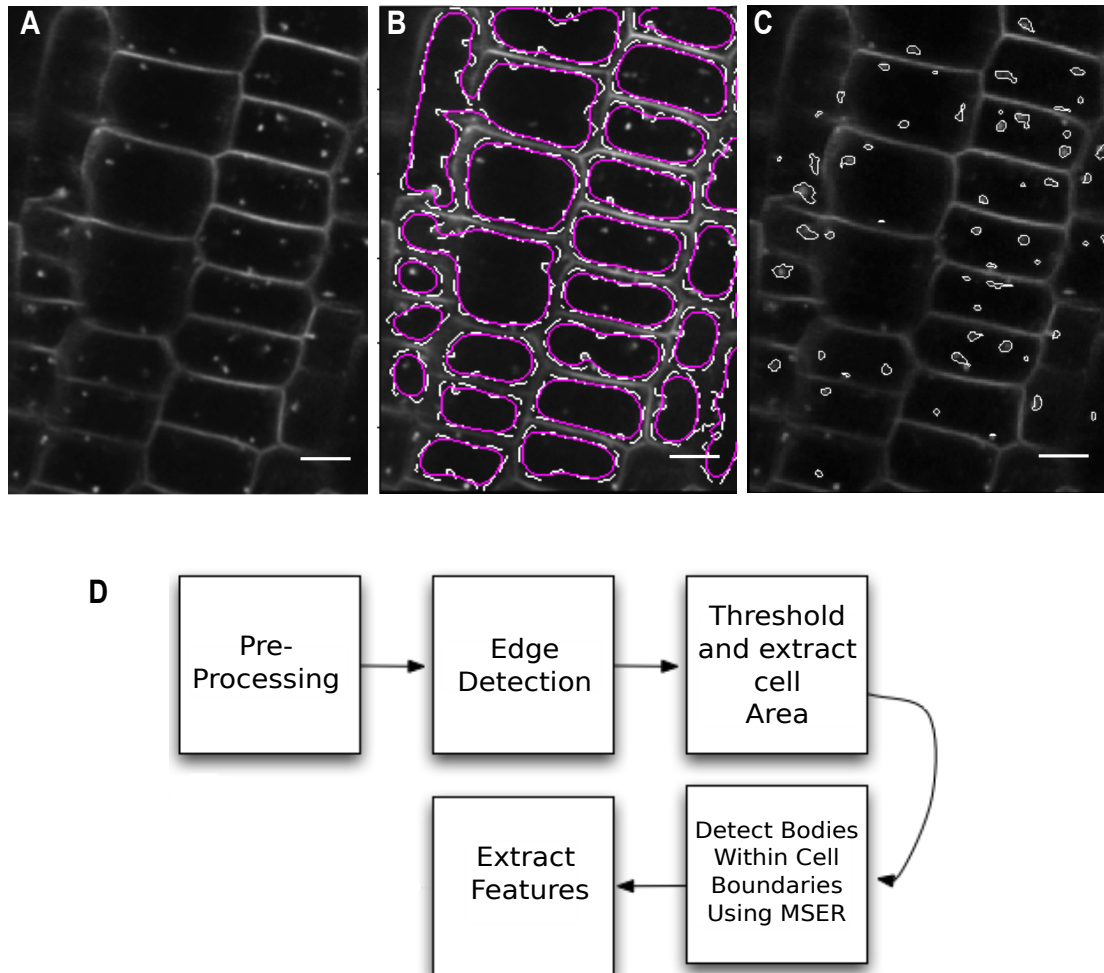 A
B
C
D
Pre-
Processing
Edge
Detection
Threshold
and extract
cell
Area
Detect Bodies
Within Cell
Boundaries
Using MSER
Extract
Features